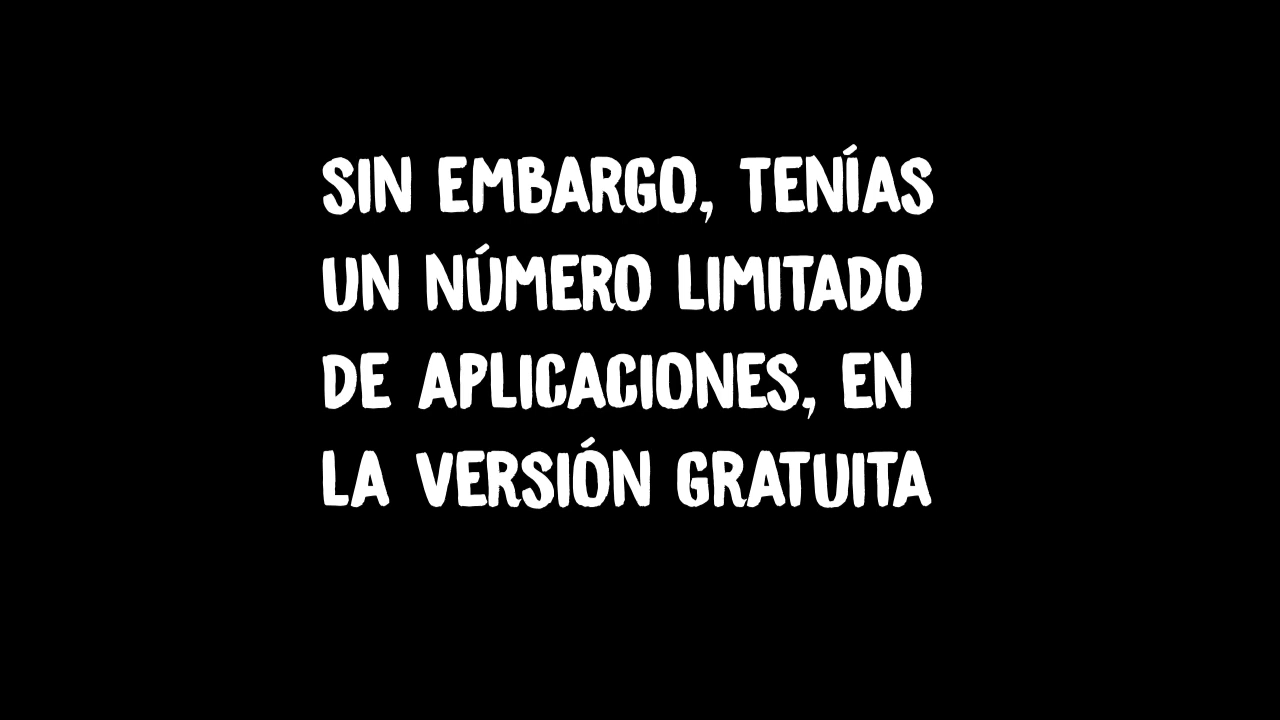 SIN EMBARGO, TENÍAS
UN NÚMERO LIMITADO
DE APLICACIONES, EN
LA VERSIÓN GRATUITA